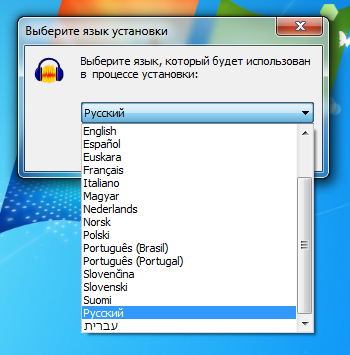 Выберите язык установки
Выберите язык, который будет использован
в процессе установки:
Русский
English
Español
Euskara
Français
Italiano
Magyar
Nederlands
Norsk
Polski
Português (Brasil)
Português (Portugal)
Slovenčina
Slovenski
Suomi
Русский
עברית